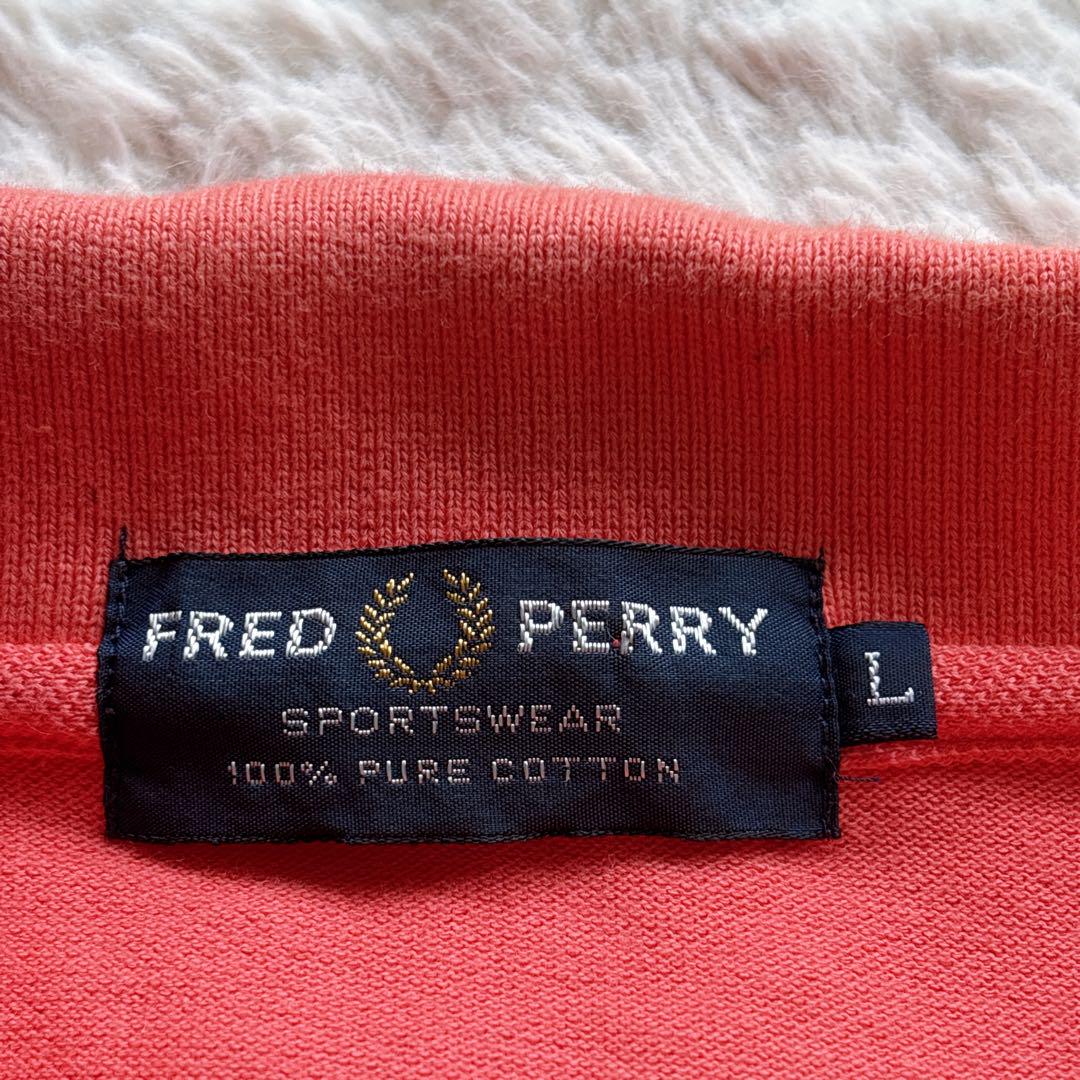 FRED PERRY
SPORTSWEAR
100% PURE COTTON
L